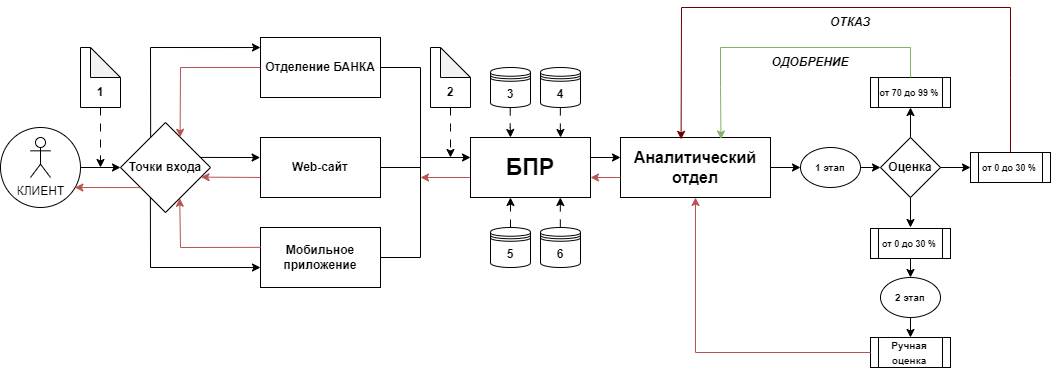 ОТКАЗ
ОДОБРЕНИЕ
Отделение БАНКА
1
2
3
4
от 70 до 99 %
КЛИЕНТ
Точки входа
Web-сайт
БПР
Аналитический
отдел
1 этап
Оценка
от 0 до 30 %
Мобильное
приложение
5
6
от 0 до 30 %
2 этап
Ручная
оценка